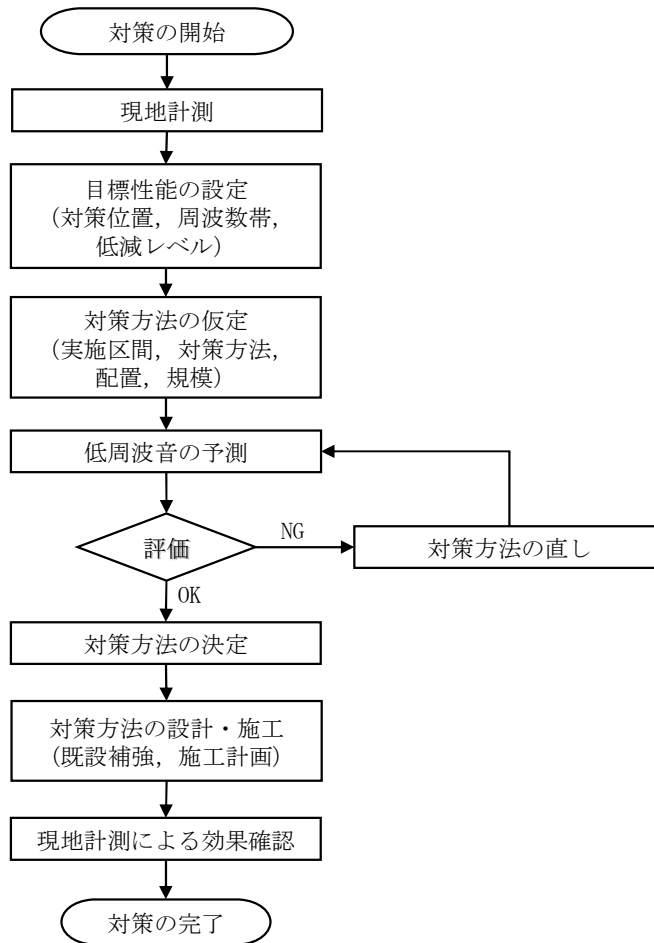 対策の開始
現地計測
目標性能の設定
（対策位置，周波数帯，
低減レベル）
対策方法の仮定
（実施区間，対策方法，
配置，規模）
低周波音の予測
評価
NG
対策方法の直し
OK
対策方法の決定
対策方法の設計・施工
（既設補強，施工計画）
現地計測による効果確認
対策の完了